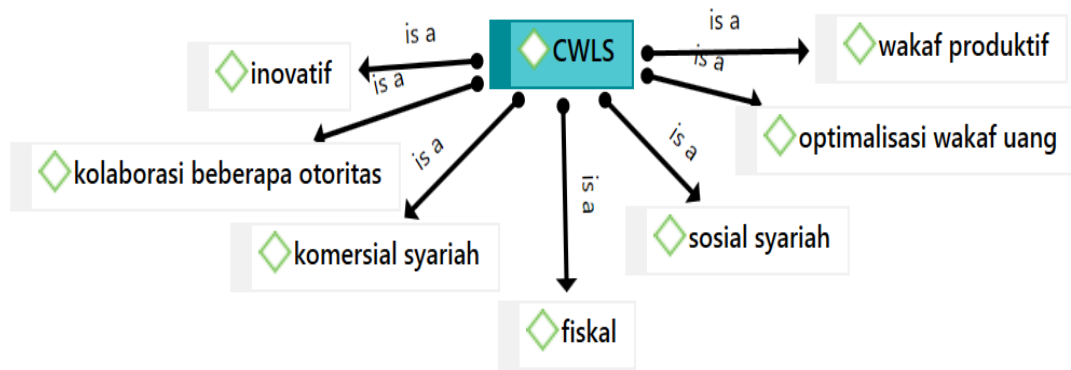 CWLS
is a
wakaf produktif
is a
inovatif
is a
is a
optimalisasi wakaf uang
kolaborasi beberapa otoritas
is a
is a
is a
sosial syariah
komersial syariah
fiskal